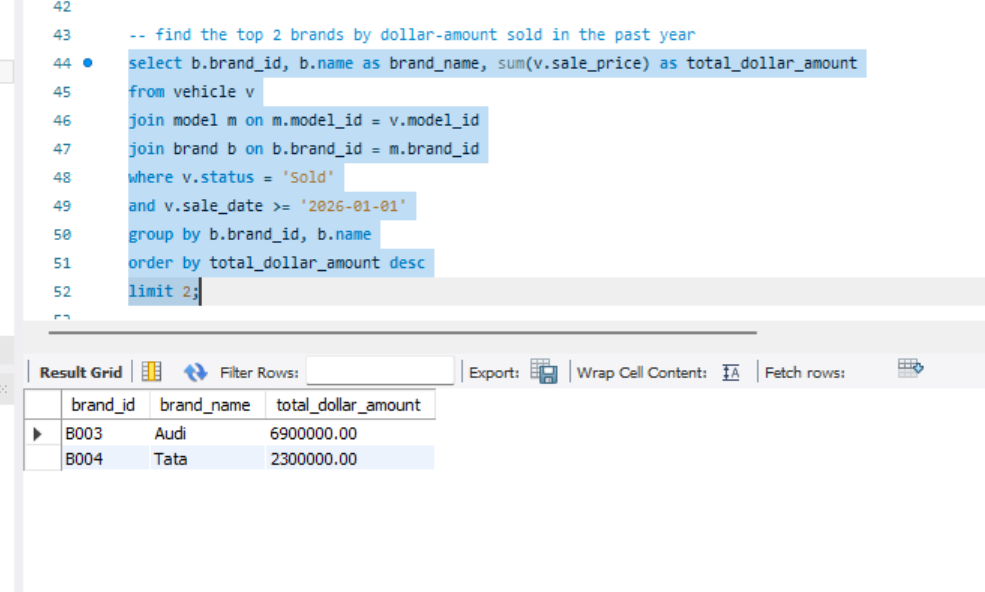 42
43 -- find the top 2 brands by dollar-amount sold in the past year
44 select b.brand_id, b.name as brand_name, sum(v.sale_price) as total_dollar_amount
45 from vehicle v
46 join model m on m.model_id = v.model_id
47 join brand b on b.brand_id = m.brand_id
48 where v.status = 'Sold'
49 and v.sale_date >= '2026-01-01'
50 group by b.brand_id, b.name
51 order by total_dollar_amount desc
52 limit 2;
Result Grid Filter Rows: Export: Wrap Cell Content: Fetch rows:
brand_id brand_name total_dollar_amount
B003 Audi 6900000.00
B004 Tata 2300000.00